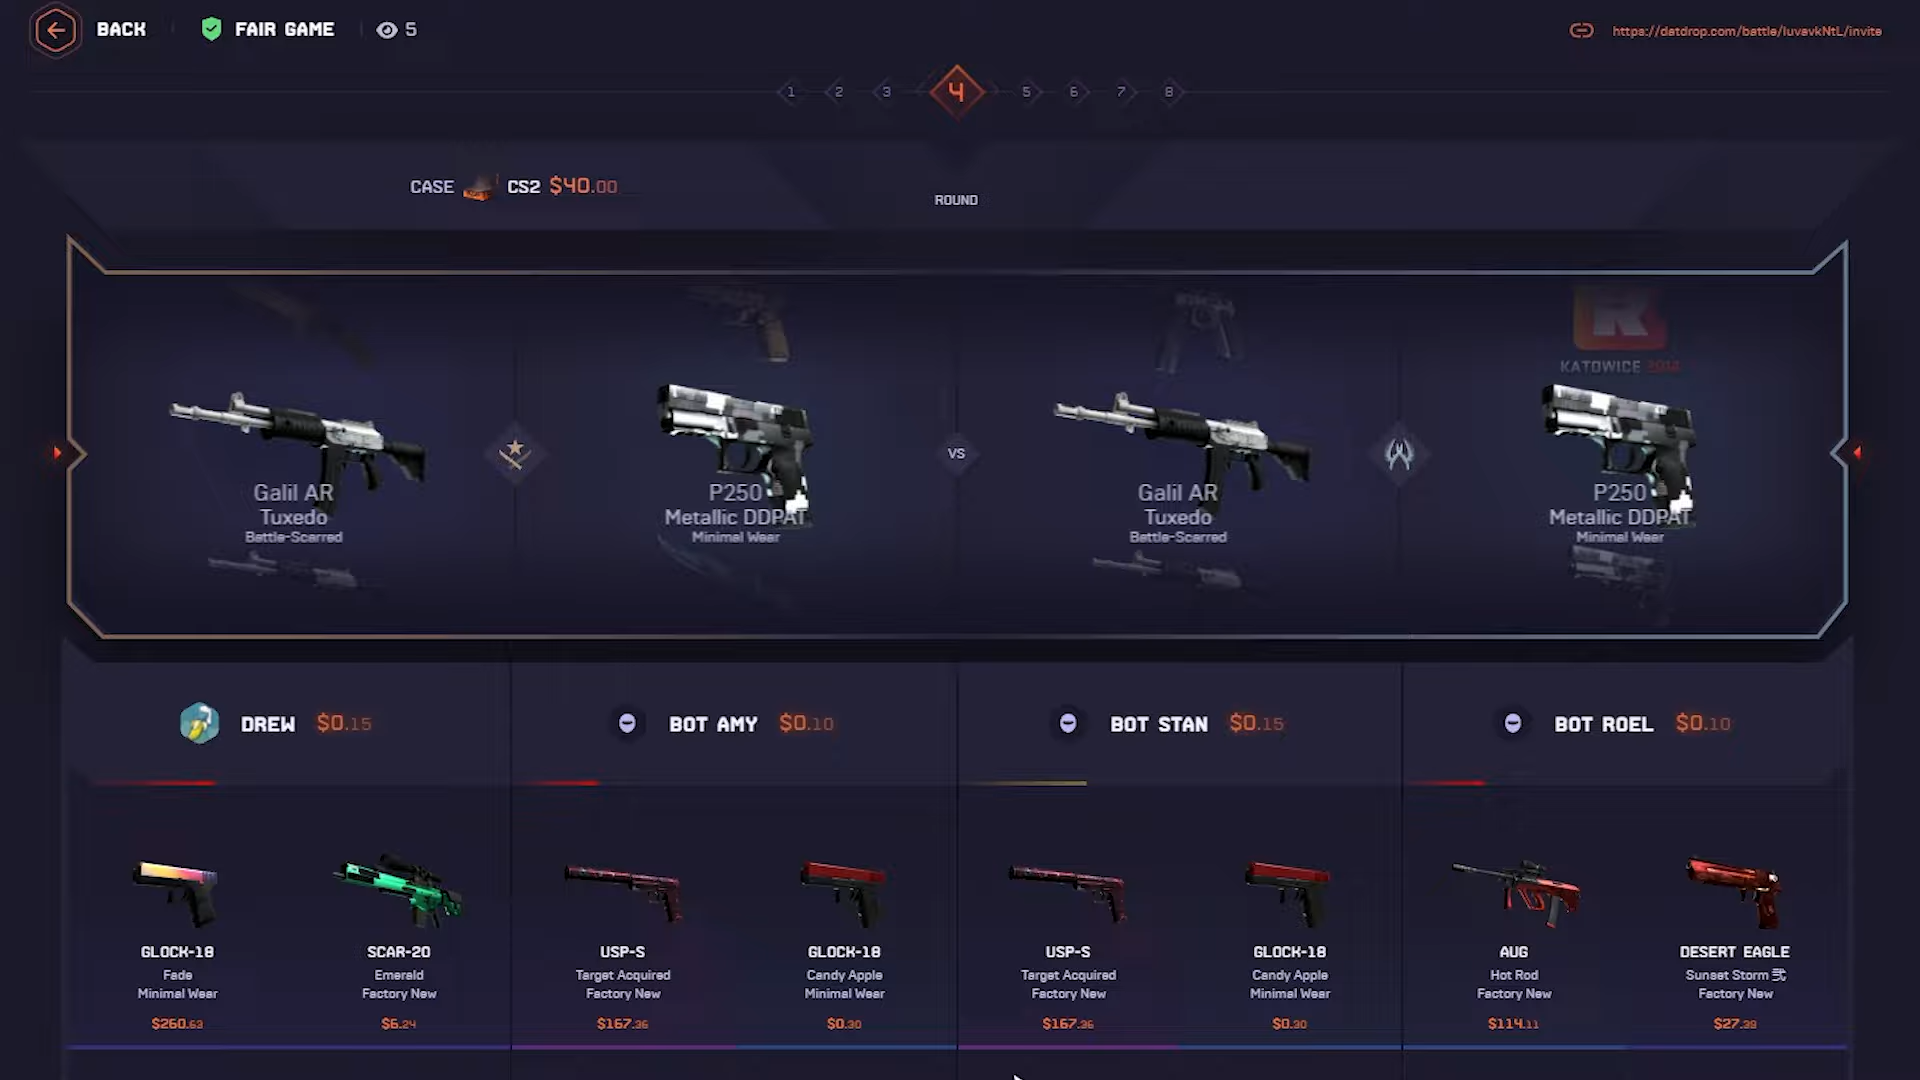 BACK
FAIR GAME
5
https://datdrop.com/battle/IuvavkNtL/invite
1 2 3 4 5 6 7 8
CASE CS2 $40.00
ROUND
KATOWICE 2014
Galil AR
Tuxedo
Battle-Scarred
P250
Metallic DDPAT
Minimal Wear
VS
Galil AR
Tuxedo
Battle-Scarred
P250
Metallic DDPAT
Minimal Wear
DREW $0.15
BOT AMY $0.10
BOT STAN $0.15
BOT ROEL $0.10
GLOCK-18
Fade
Minimal Wear
$260.63
SCAR-20
Emerald
Factory New
$6.24
USP-S
Target Acquired
Factory New
$167.36
GLOCK-18
Candy Apple
Minimal Wear
$0.30
USP-S
Target Acquired
Factory New
$167.36
GLOCK-18
Candy Apple
Minimal Wear
$0.30
AUG
Hot Rod
Factory New
$114.11
DESERT EAGLE
Sunset Storm 弐
Factory New
$27.39